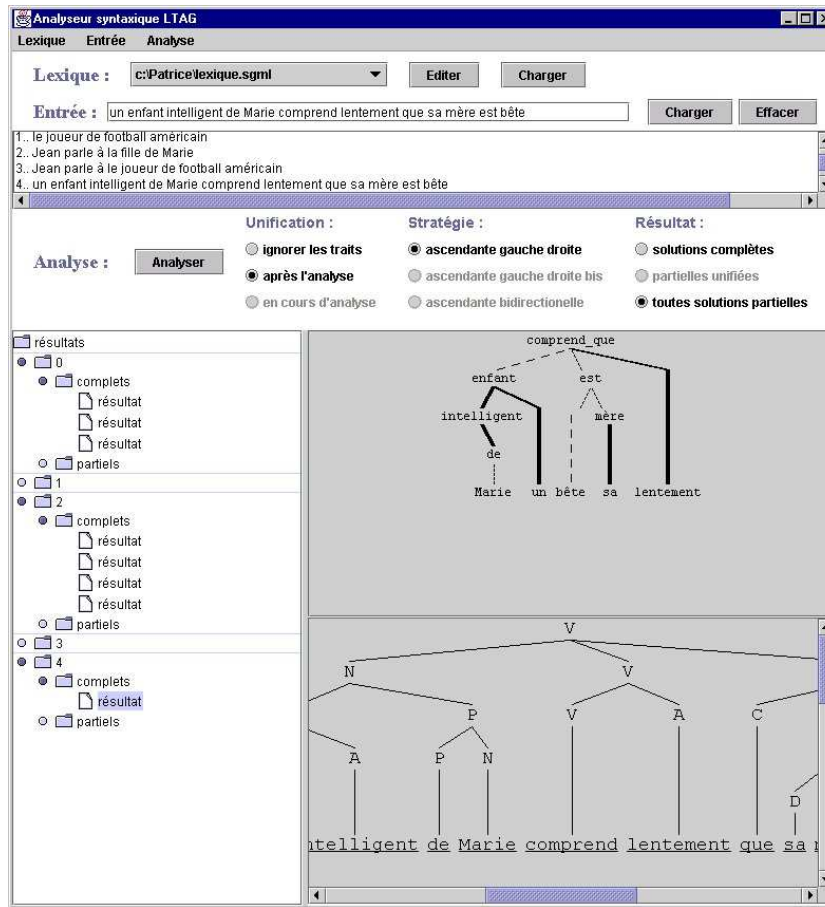 Analyseur syntaxique LTAG
Lexique Entrée Analyse
Lexique : c:\Patrice\lexique.sgml Editer Charger
Entrée : un enfant intelligent de Marie comprend lentement que sa mère est bête Charger Effacer
1.. le joueur de football américain
2.. Jean parle à la fille de Marie
3.. Jean parle à le joueur de football américain
4.. un enfant intelligent de Marie comprend lentement que sa mère est bête
Unification : Stratégie : Résultat :
ignorer les traits ascendante gauche droite solutions complètes
Analyse : Analyser après l'analyse ascendante gauche droite bis partielles unifiées
en cours d'analyse ascendante bidirectionelle toutes solutions partielles
résultats
0
complets
résultat
résultat
résultat
partiels
1
2
complets
résultat
résultat
résultat
résultat
partiels
3
4
complets
résultat
partiels
comprend_que
enfant est
intelligent mère
de
Marie un bête sa lentement
V
N V
P V A C
A P N
D
ntelligent de Marie comprend lentement que sa